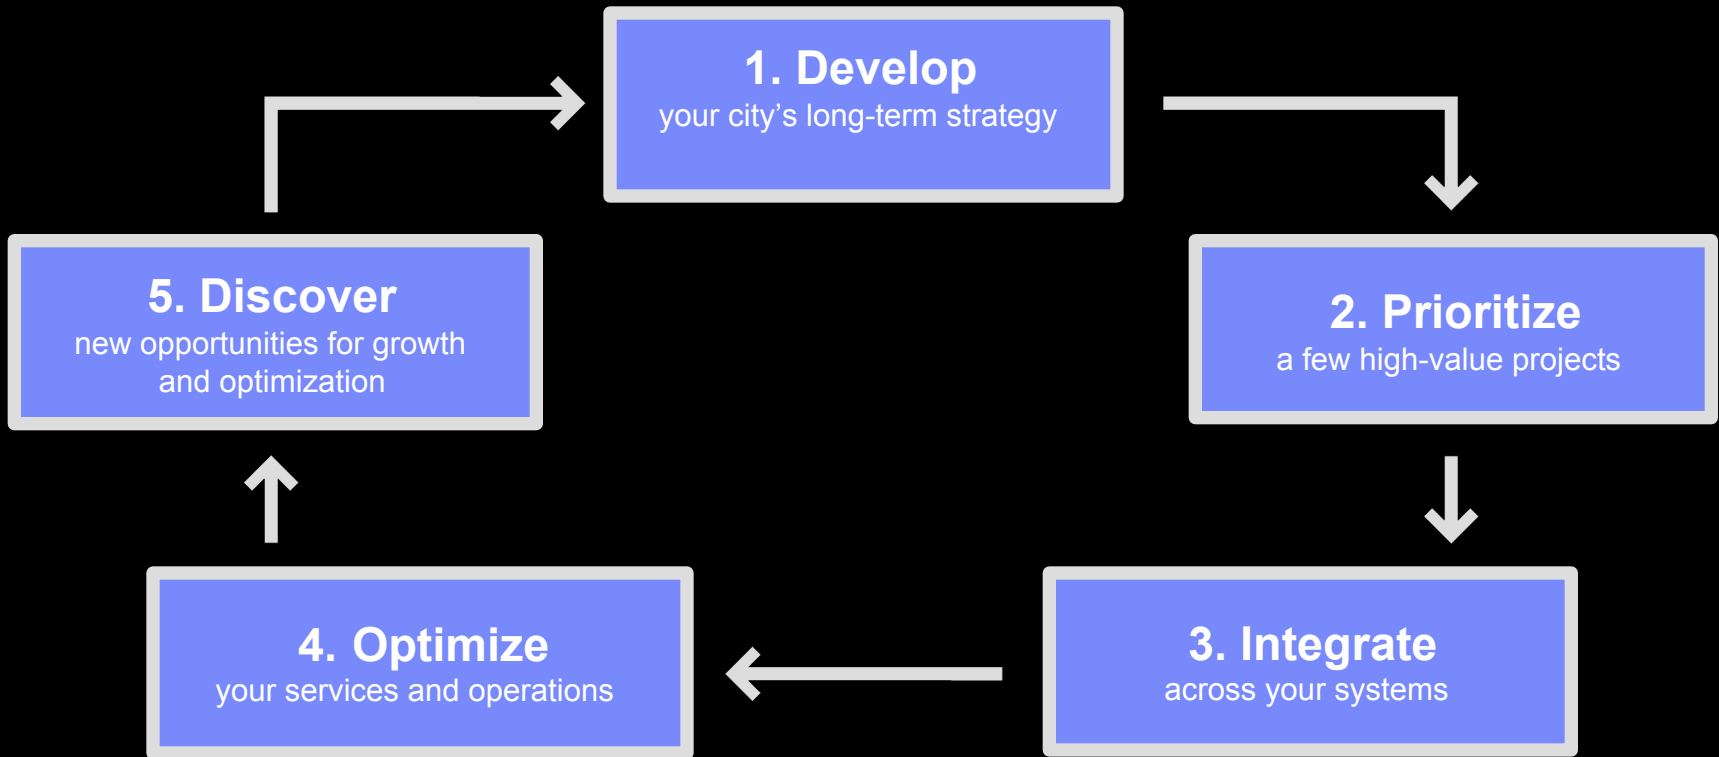 1. Develop
your city’s long-term strategy
2. Prioritize
a few high-value projects
3. Integrate
across your systems
4. Optimize
your services and operations
5. Discover
new opportunities for growth
and optimization